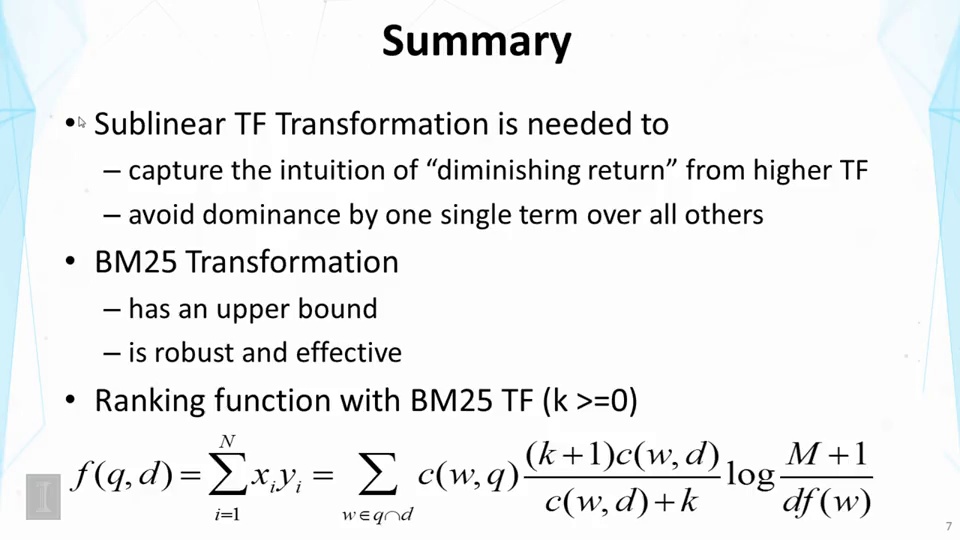 Summary
• Sublinear TF Transformation is needed to
– capture the intuition of “diminishing return” from higher TF
– avoid dominance by one single term over all others
• BM25 Transformation
– has an upper bound
– is robust and effective
• Ranking function with BM25 TF (k >=0)
f(q,d) = \sum_{i=1}^{N} x_i y_i = \sum_{w∈q∩d} c(w,q) \frac{(k+1)c(w,d)}{c(w,d)+k} log \frac{M+1}{df(w)}
I
7